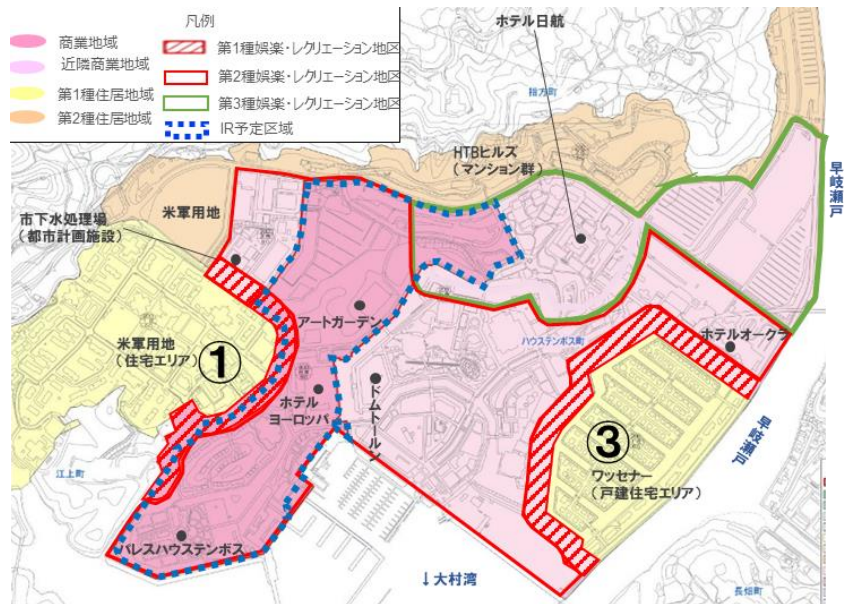 凡例
商業地域
近隣商業地域
第1種住居地域
第2種住居地域
第1種娯楽・レクリエーション地区
第2種娯楽・レクリエーション地区
第3種娯楽・レクリエーション地区
IR予定区域
ホテル日航
指方町
HTBヒルズ
(マンション群)
早岐瀬戸
米軍用地
市下水処理場
(都市計画施設)
アートガーデン
米軍用地
(住宅エリア)
①
ハウステンボス町
ホテルオークラ
ホテル
ヨーロッパ
ドムトールン
③
ワッセナー
(戸建住宅エリア)
早岐瀬戸
江上町
パレスハウステンボス
↓大村湾
長畑町